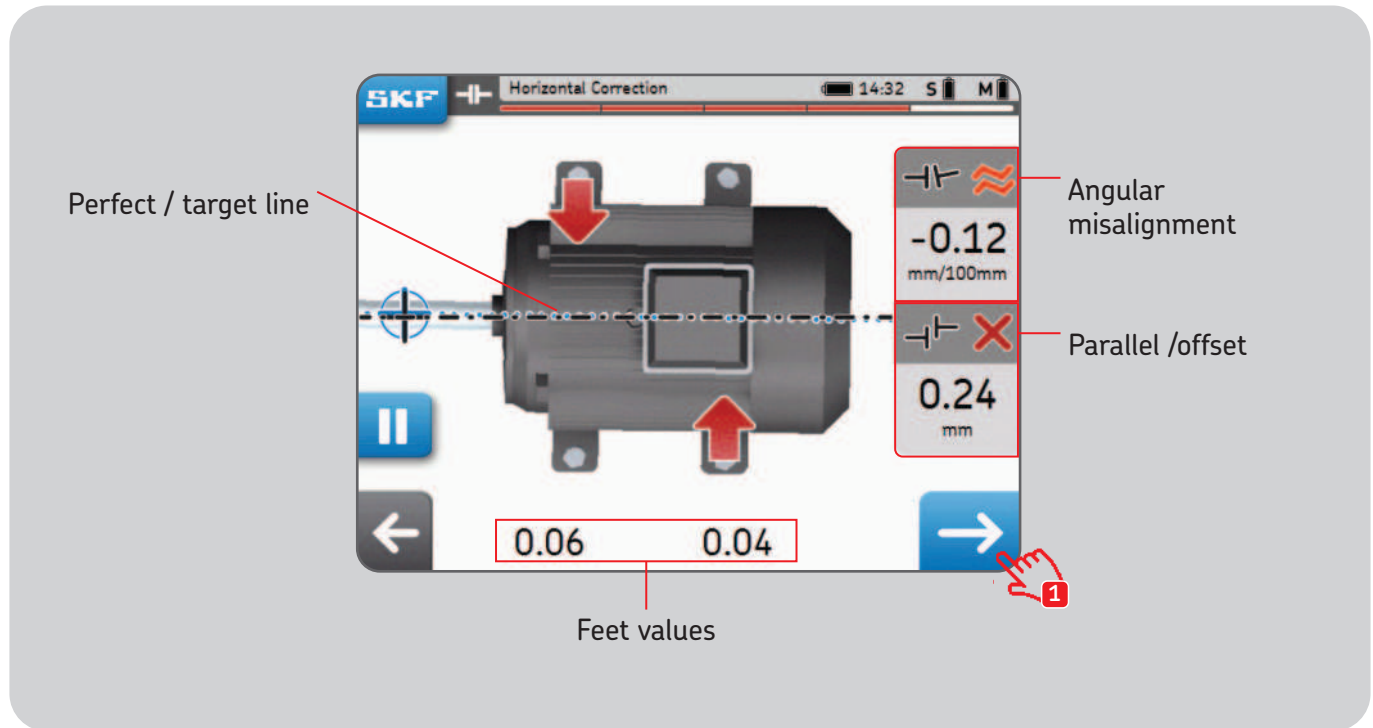 SKF
Horizontal Correction
14:32 S M
Perfect / target line
Angular
misalignment
-0.12
mm/100mm
Parallel /offset
0.24
mm
0.06 0.04
1
Feet values